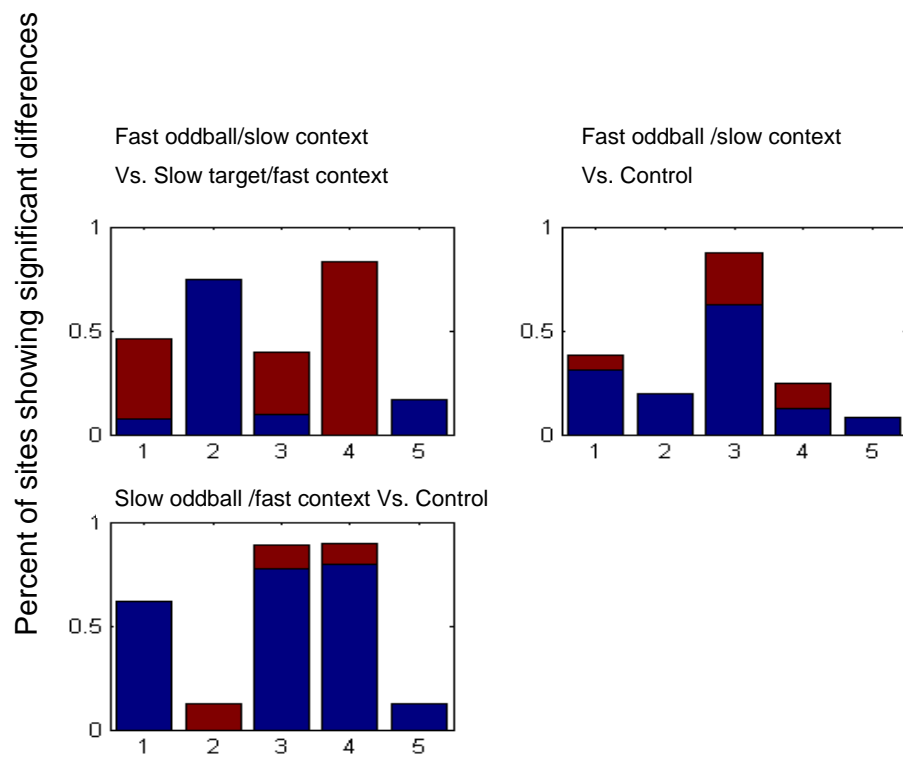 Percent of sites showing significant differences
Fast oddball/slow context
Vs. Slow target/fast context
1
0.5
0
1 2 3 4 5
Fast oddball /slow context
Vs. Control
1
0.5
0
1 2 3 4 5
Slow oddball /fast context Vs. Control
1
0.5
0
1 2 3 4 5